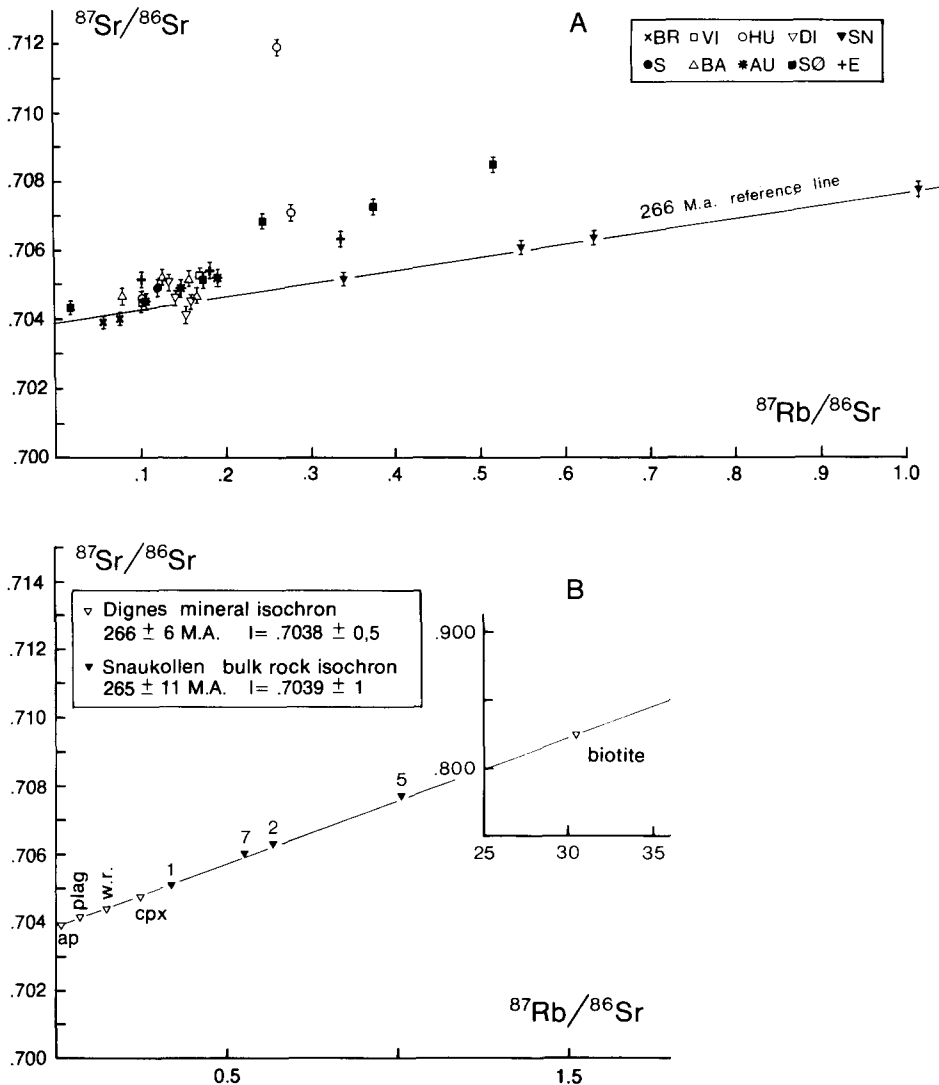 87Sr/86Sr
A
×BR □VI ○HU ▽DI ▼SN
●S △BA ✱AU ■SØ +E
.712
.710
.708
.706
.704
.702
.700
266 M.a. reference line
87Rb/86Sr
.1 .2 .3 .4 .5 .6 .7 .8 .9 1.0
87Sr/86Sr
B
▽ Dignes mineral isochron
266 ± 6 M.A. I= .7038 ± 0,5
▼ Snaukollen bulk rock isochron
265 ± 11 M.A. I= .7039 ± 1
.714
.712
.710
.708
.706
.704
.702
.700
ap
plag
w.r.
cpx
1
7
2
5
.900
.800
biotite
25 30 35
87Rb/86Sr
0.5 1.0 1.5